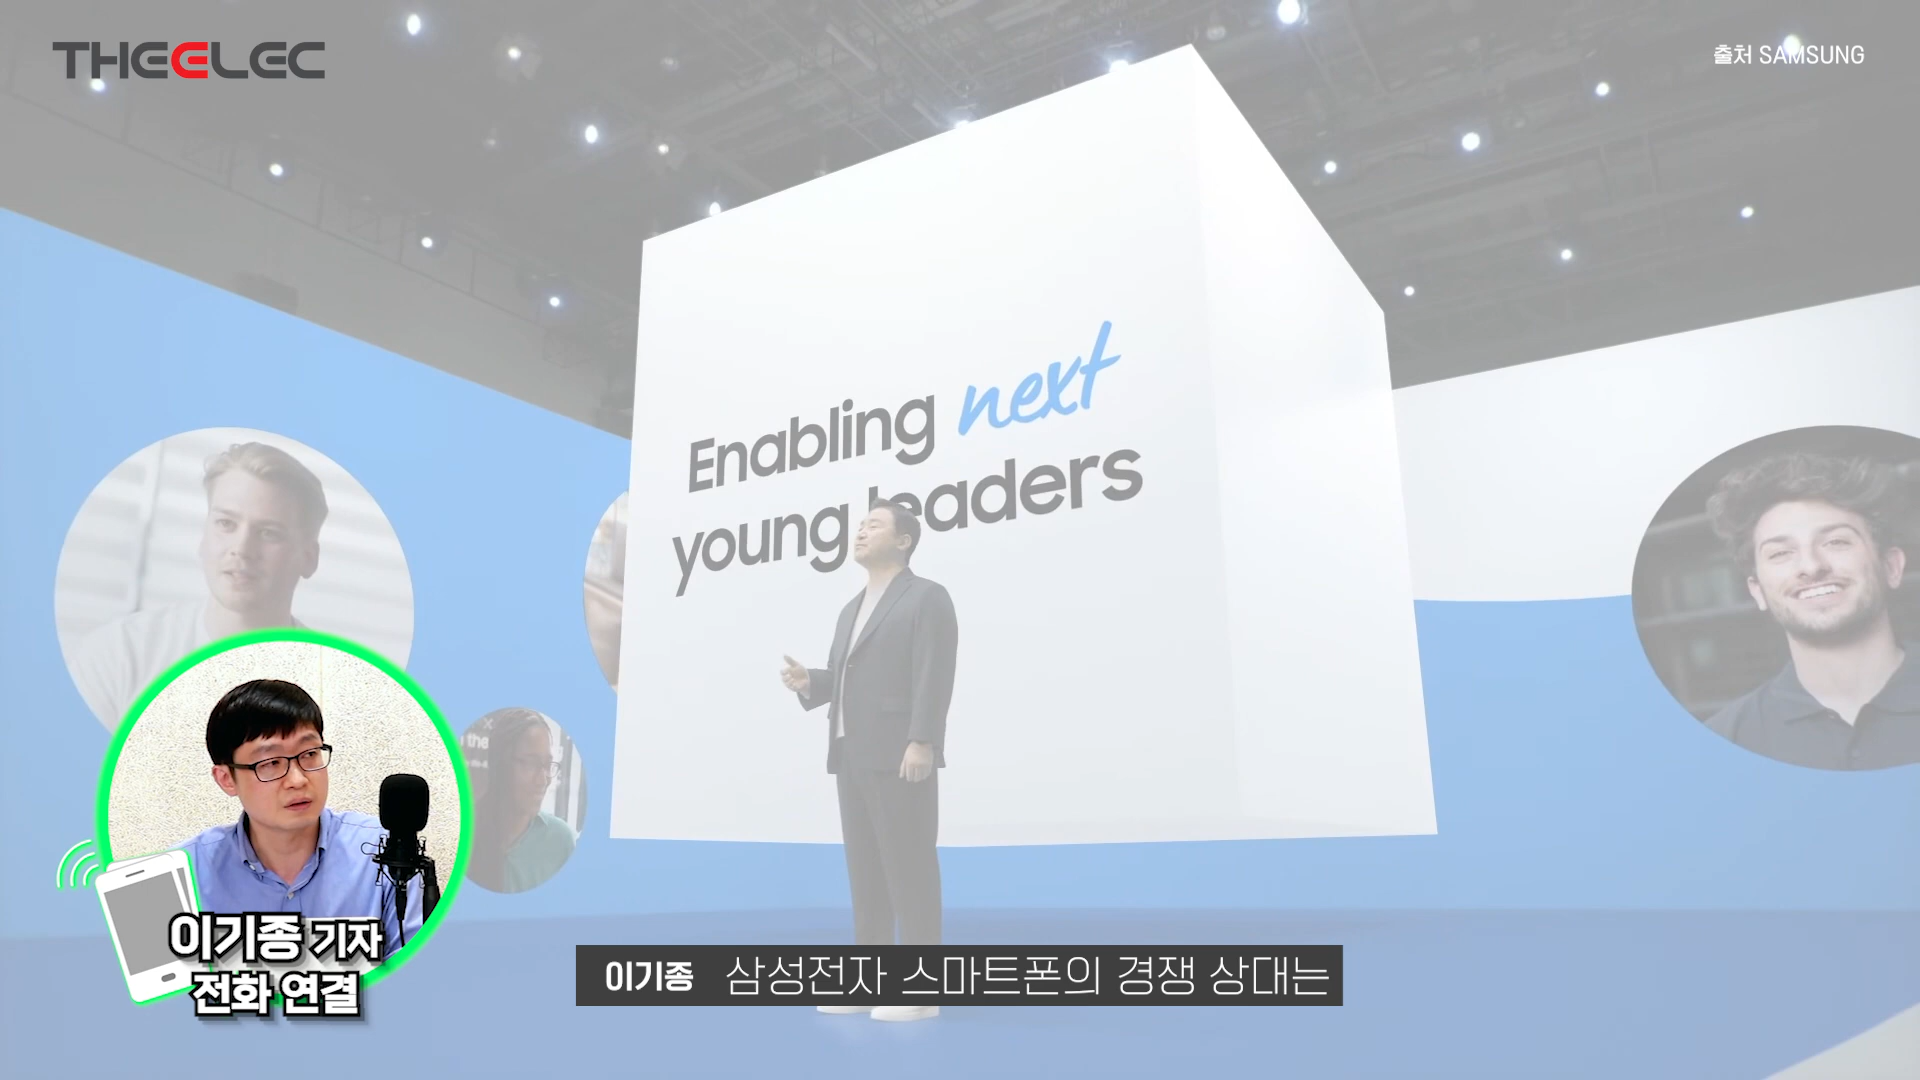 THEELEC
출처 SAMSUNG
Enabling next
young leaders
the
이기종 기자
전화 연결
이기종 삼성전자 스마트폰의 경쟁 상대는